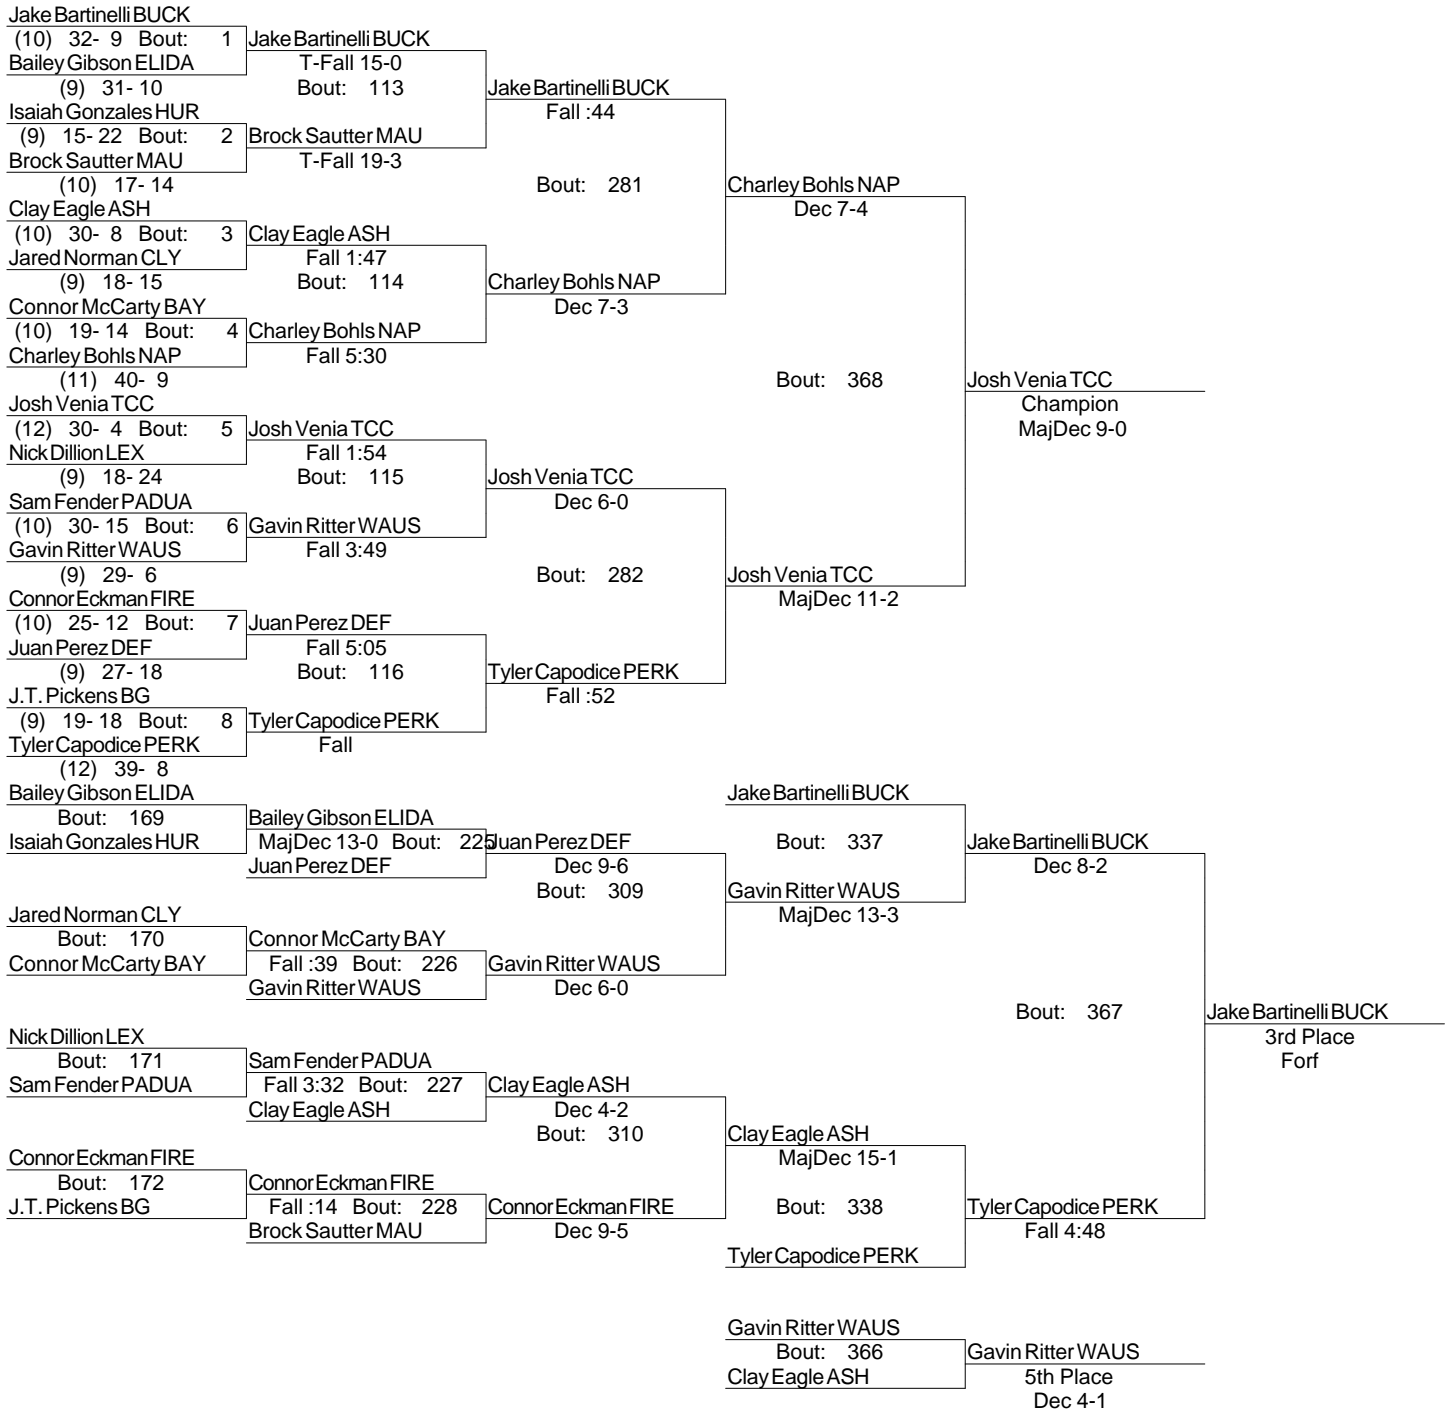 Jake Bartinelli BUCK
(10) 32- 9 Bout: 1 Jake Bartinelli BUCK
Bailey Gibson ELIDA T-Fall 15-0
(9) 31- 10 Bout: 113 Jake Bartinelli BUCK
Isaiah Gonzales HUR Fall :44
(9) 15- 22 Bout: 2 Brock Sautter MAU
Brock Sautter MAU T-Fall 19-3
(10) 17- 14 Bout: 281 Charley Bohls NAP
Clay Eagle ASH Dec 7-4
(10) 30- 8 Bout: 3 Clay Eagle ASH
Jared Norman CLY Fall 1:47
(9) 18- 15 Bout: 114 Charley Bohls NAP
Connor McCarty BAY Dec 7-3
(10) 19- 14 Bout: 4 Charley Bohls NAP
Charley Bohls NAP Fall 5:30
(11) 40- 9 Bout: 368 Josh Venia TCC
Josh Venia TCC Champion
(12) 30- 4 Bout: 5 Josh Venia TCC MajDec 9-0
Nick Dillion LEX Fall 1:54
(9) 18- 24 Bout: 115 Josh Venia TCC
Sam Fender PADUA Dec 6-0
(10) 30- 15 Bout: 6 Gavin Ritter WAUS
Gavin Ritter WAUS Fall 3:49
(9) 29- 6 Bout: 282 Josh Venia TCC
Connor Eckman FIRE MajDec 11-2
(10) 25- 12 Bout: 7 Juan Perez DEF
Juan Perez DEF Fall 5:05
(9) 27- 18 Bout: 116 Tyler Capodice PERK
J.T. Pickens BG Fall :52
(9) 19- 18 Bout: 8 Tyler Capodice PERK
Tyler Capodice PERK Fall
(12) 39- 8
Bailey Gibson ELIDA Jake Bartinelli BUCK
Bout: 169 Bailey Gibson ELIDA
Isaiah Gonzales HUR MajDec 13-0 Bout: 225 Juan Perez DEF Bout: 337 Jake Bartinelli BUCK
Juan Perez DEF Dec 9-6 Dec 8-2
Bout: 309 Gavin Ritter WAUS
Jared Norman CLY MajDec 13-3
Bout: 170 Connor McCarty BAY
Connor McCarty BAY Fall :39 Bout: 226 Gavin Ritter WAUS
Gavin Ritter WAUS Dec 6-0
Bout: 367 Jake Bartinelli BUCK
Nick Dillion LEX 3rd Place
Bout: 171 Sam Fender PADUA Forf
Sam Fender PADUA Fall 3:32 Bout: 227 Clay Eagle ASH
Clay Eagle ASH Dec 4-2
Bout: 310 Clay Eagle ASH
Connor Eckman FIRE MajDec 15-1
Bout: 172 Connor Eckman FIRE
J.T. Pickens BG Fall :14 Bout: 228 Connor Eckman FIRE Bout: 338 Tyler Capodice PERK
Brock Sautter MAU Dec 9-5 Fall 4:48
Tyler Capodice PERK
Gavin Ritter WAUS
Bout: 366 Gavin Ritter WAUS
Clay Eagle ASH 5th Place
Dec 4-1